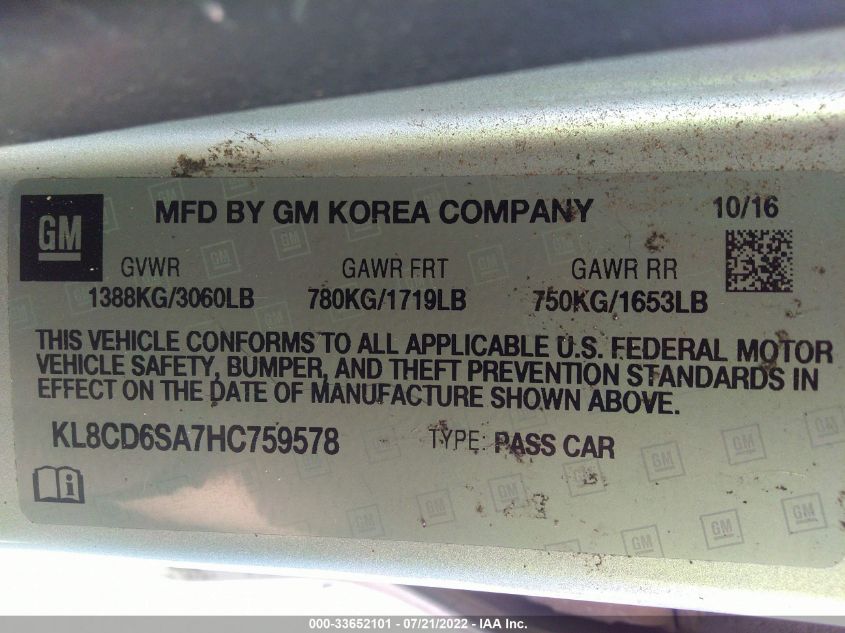 GM
MFD BY GM KOREA COMPANY 10/16
GVWR GAWR FRT GAWR RR
1388KG/3060LB 780KG/1719LB 750KG/1653LB
THIS VEHICLE CONFORMS TO ALL APPLICABLE U.S. FEDERAL MOTOR
VEHICLE SAFETY, BUMPER, AND THEFT PREVENTION STANDARDS IN
EFFECT ON THE DATE OF MANUFACTURE SHOWN ABOVE.
KL8CD6SA7HC759578 TYPE: PASS CAR
000-33652101 - 07/21/2022 - IAA Inc.